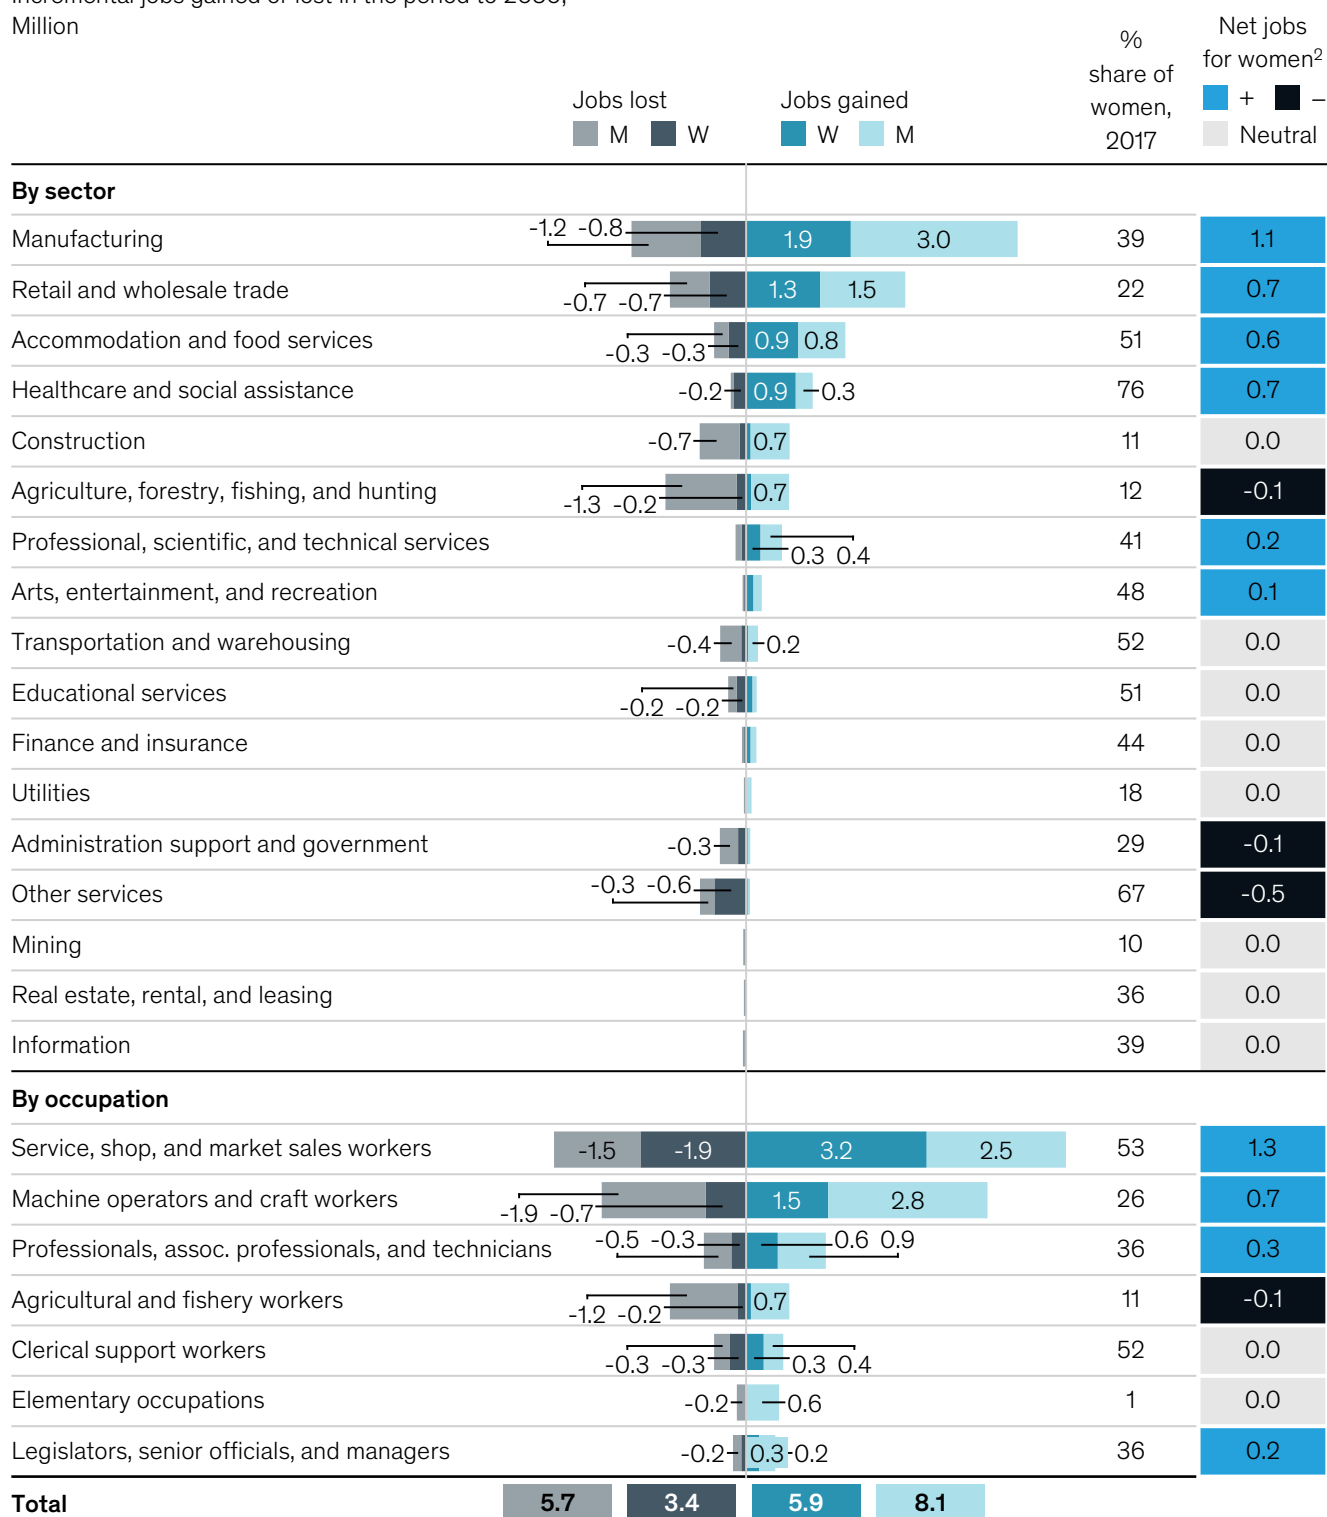 Incremental jobs gained or lost in the period to 2030,
Million
% share of women, 2017
Net jobs for women2
+ –
Neutral
Jobs lost
M W
Jobs gained
W M
By sector
Manufacturing -1.2 -0.8 1.9 3.0 39 1.1
Retail and wholesale trade -0.7 -0.7 1.3 1.5 22 0.7
Accommodation and food services -0.3 -0.3 0.9 0.8 51 0.6
Healthcare and social assistance -0.2 0.9 0.3 76 0.7
Construction -0.7 0.7 11 0.0
Agriculture, forestry, fishing, and hunting -1.3 -0.2 0.7 12 -0.1
Professional, scientific, and technical services 0.3 0.4 41 0.2
Arts, entertainment, and recreation 48 0.1
Transportation and warehousing -0.4 0.2 52 0.0
Educational services -0.2 -0.2 51 0.0
Finance and insurance 44 0.0
Utilities 18 0.0
Administration support and government -0.3 29 -0.1
Other services -0.3 -0.6 67 -0.5
Mining 10 0.0
Real estate, rental, and leasing 36 0.0
Information 39 0.0
By occupation
Service, shop, and market sales workers -1.5 -1.9 3.2 2.5 53 1.3
Machine operators and craft workers -1.9 -0.7 1.5 2.8 26 0.7
Professionals, assoc. professionals, and technicians -0.5 -0.3 0.6 0.9 36 0.3
Agricultural and fishery workers -1.2 -0.2 0.7 11 -0.1
Clerical support workers -0.3 -0.3 0.3 0.4 52 0.0
Elementary occupations -0.2 0.6 1 0.0
Legislators, senior officials, and managers -0.2 0.3 0.2 36 0.2
Total 5.7 3.4 5.9 8.1